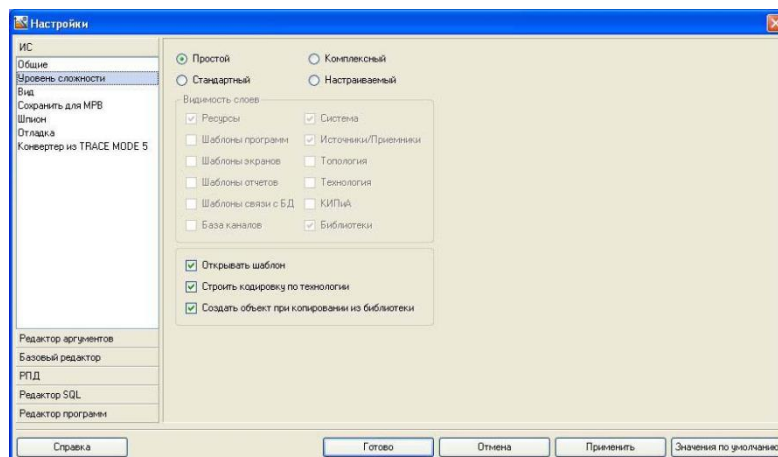 Настройки
ИС
Общие
Уровень сложности
Вид
Сохранить для МРВ
Шпион
Отладка
Конвертер из TRACE MODE 5
Редактор аргументов
Базовый редактор
РПД
Редактор SQL
Редактор программ
Простой
Комплексный
Стандартный
Настраиваемый
Видимость слоев
Ресурсы
Система
Шаблоны программ
Источники/Приемники
Шаблоны экранов
Топология
Шаблоны отчетов
Технология
Шаблоны связи с БД
КИПиА
База каналов
Библиотеки
Открывать шаблон
Строить кодировку по технологии
Создать объект при копировании из библиотеки
Справка
Готово
Отмена
Применить
Значения по умолчанию